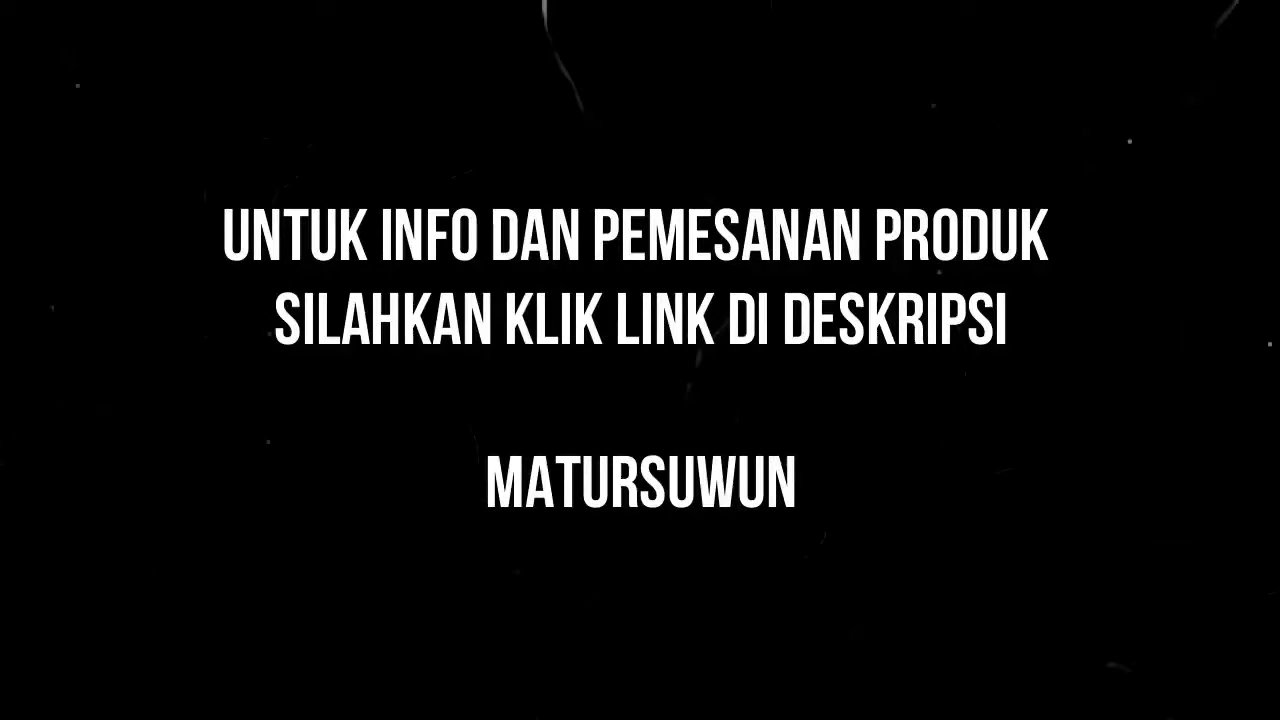 UNTUK INFO DAN PEMESANAN PRODUK
SILAHKAN KLIK LINK DI DESKRIPSI
MATURSUWUN